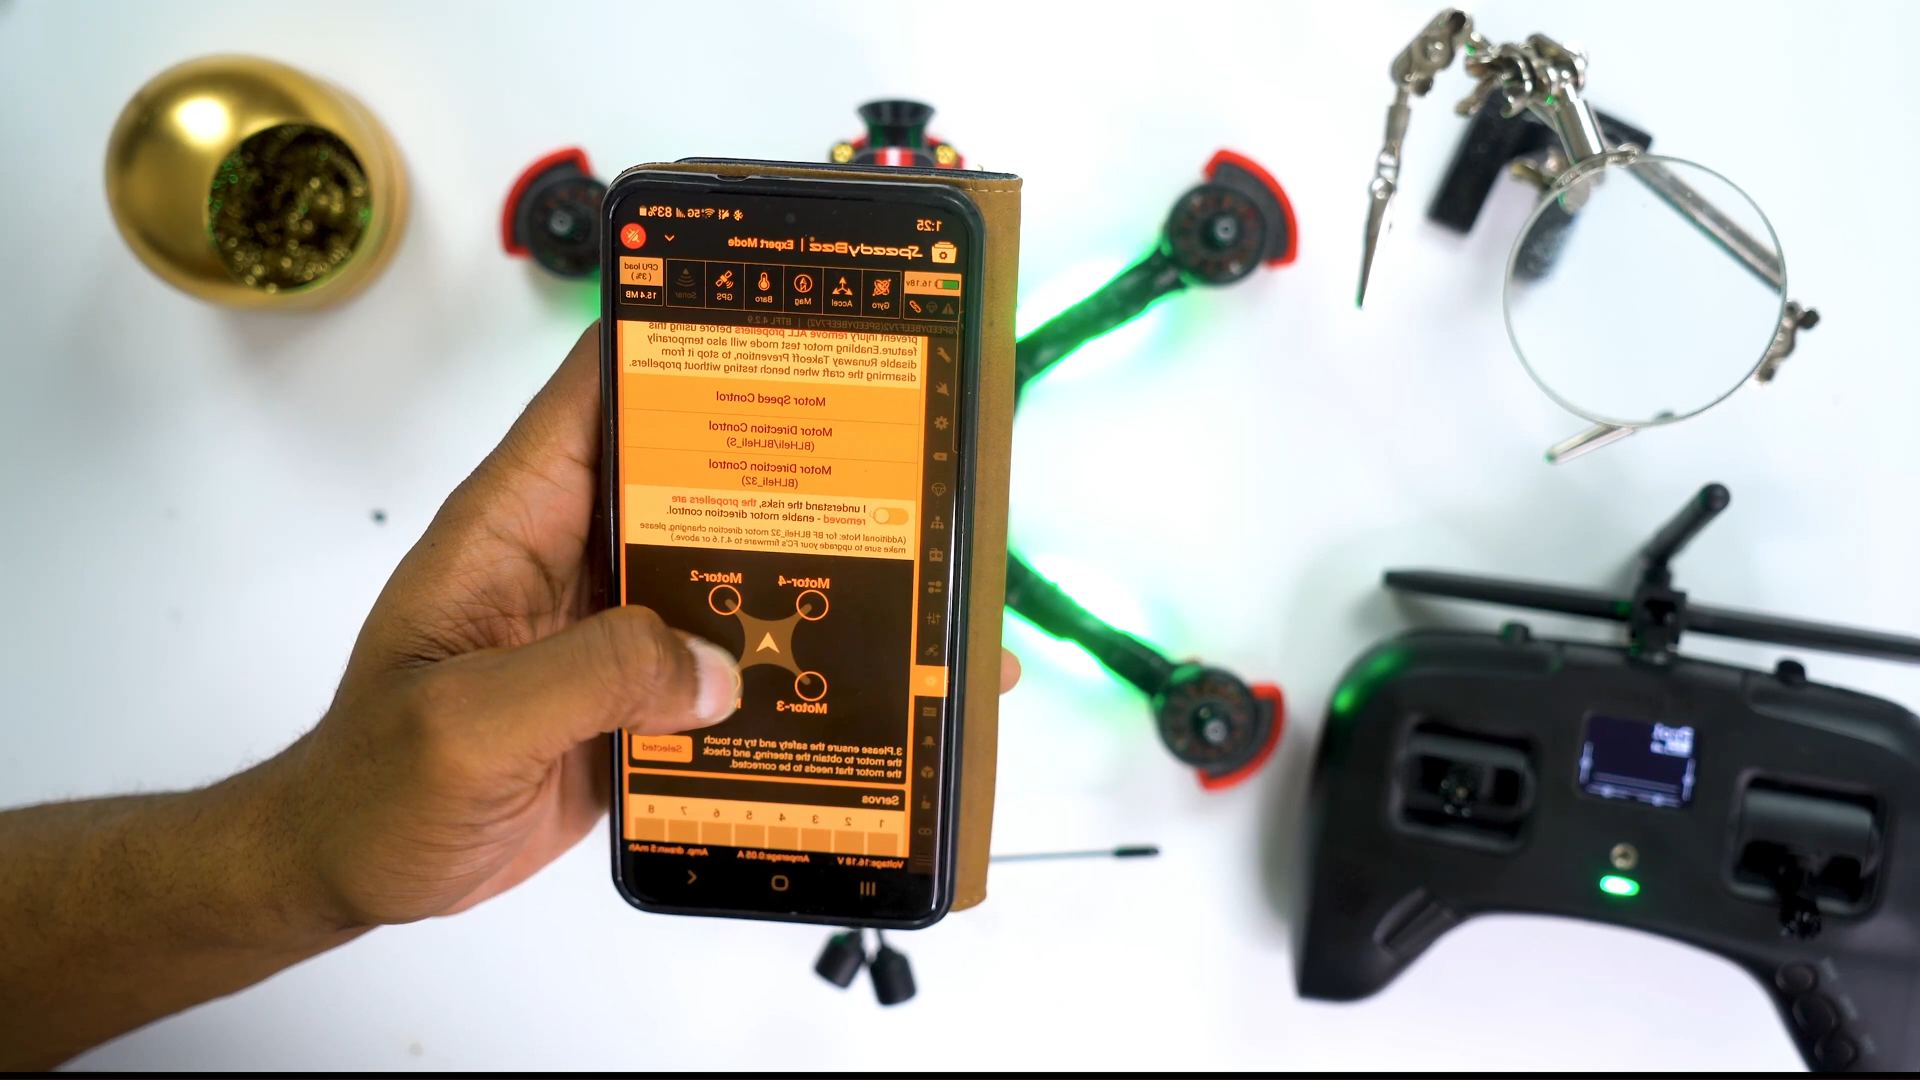 1:25
5G 83%
SpeedyBee | Expert Mode
16.18v
Gyro
Accel
Mag
Baro
GPS
Sonar
CPU load
(3%)
15.4 MB
/SPEEDYBEEF7V2(SPEEDYBEEF7V2) | BTFL 4.2.9
prevent injury remove ALL propellers before using this
feature.Enabling motor test mode will also temporarily
disable Runaway Takeoff Prevention, to stop it from
disarming the craft when bench testing without propellers.
Motor Speed Control
Motor Direction Control
(BLHeli/BLHeli_S)
Motor Direction Control
(BLHeli_32)
I understand the risks, the propellers are
removed - enable motor direction control.
(Additional Note: for BF BLHeli_32 motor direction changing, please
make sure to upgrade your FC's firmware to 4.1.6 or above.)
Motor-4
Motor-2
Motor-3
3.Please ensure the safety and try to touch
the motor to obtain the steering, and check
the motor that needs to be corrected.
Selected
Servos
1 2 3 4 5 6 7 8
Voltage:16.18 V
Amperage:0.05 A
Amp. drawn:5 mAh